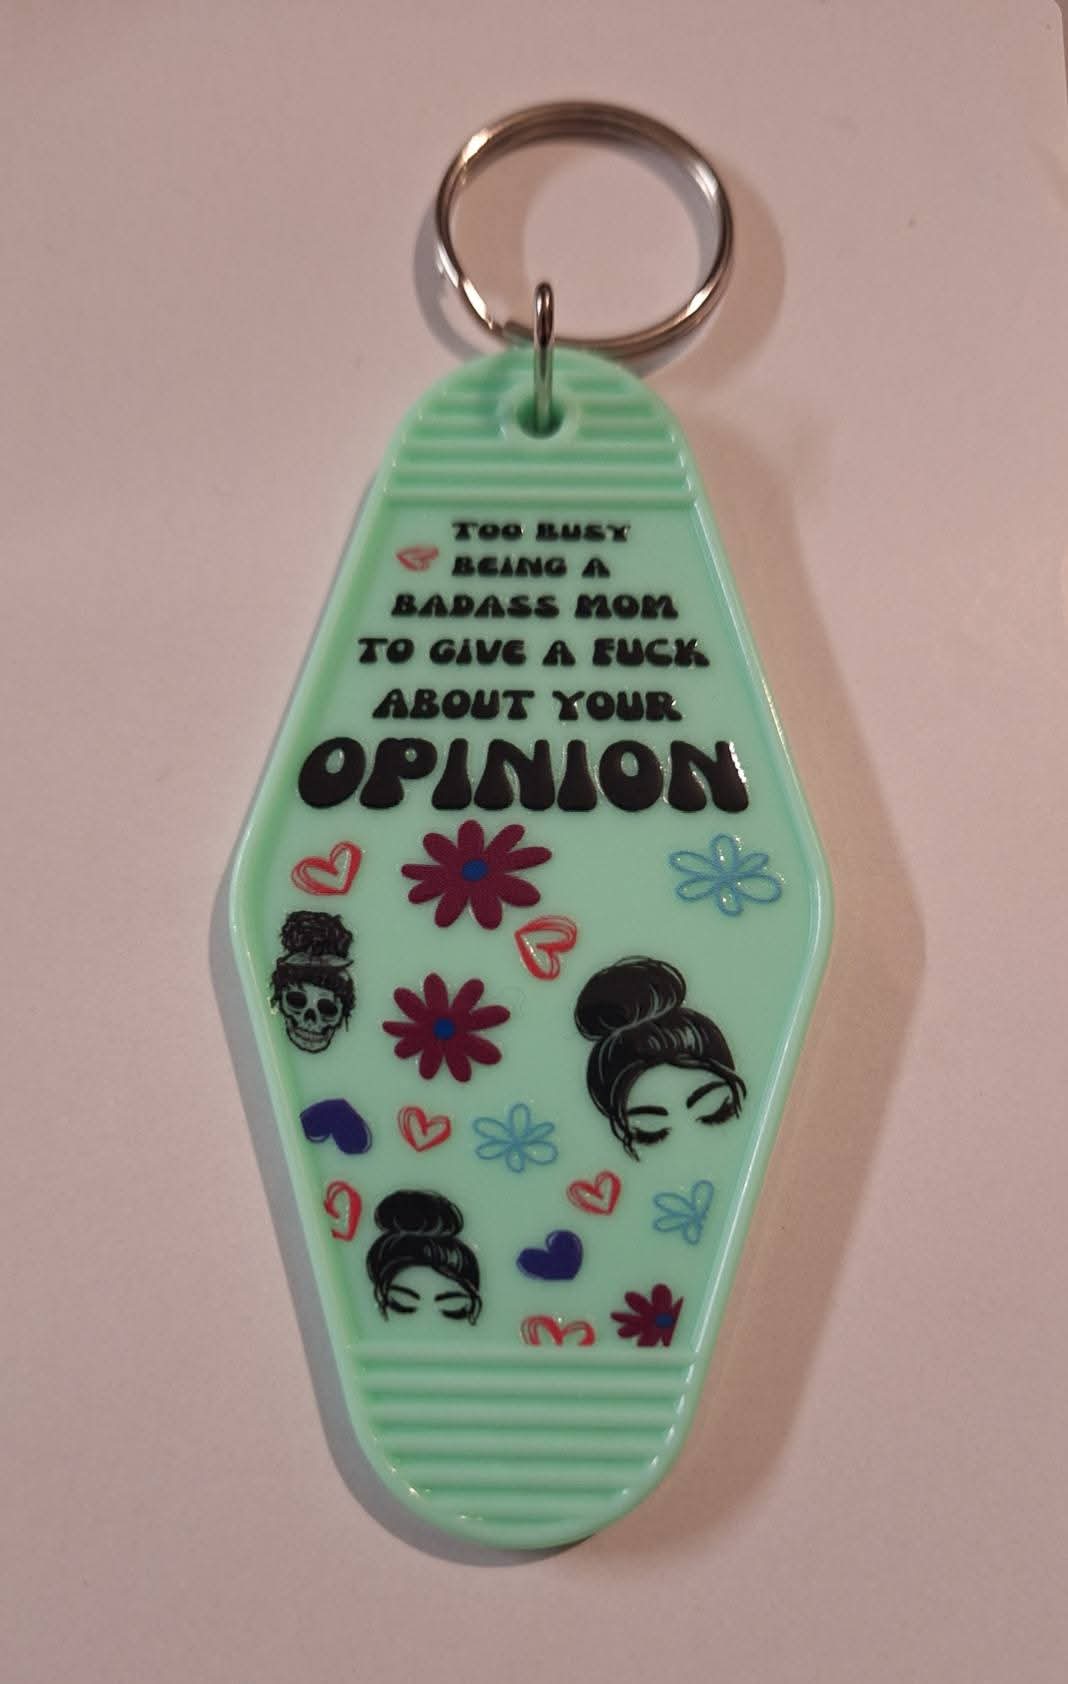 TOO BUSY
BEING A
BADASS MOM
TO GIVE A FUCK
ABOUT YOUR
OPINION